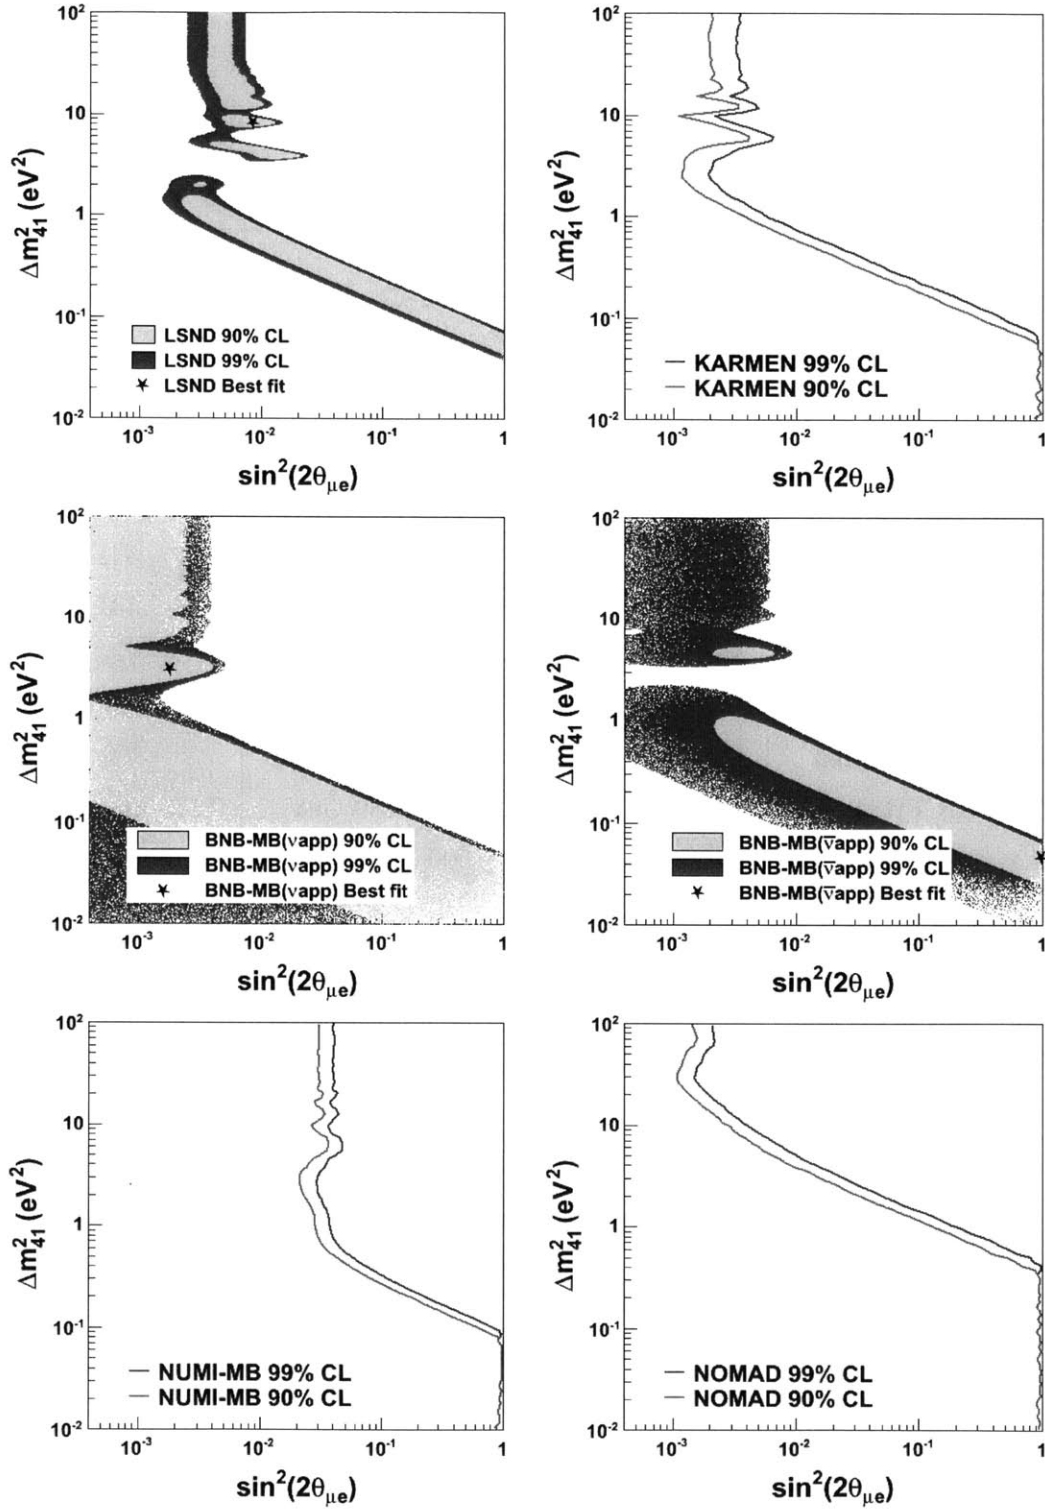 10² 10 1 10⁻¹ 10⁻²
Δm²₄₁ (eV²)
LSND 90% CL
LSND 99% CL
LSND Best fit
10⁻³ 10⁻² 10⁻¹ 1
sin²(2θμe)
10² 10 1 10⁻¹ 10⁻²
Δm²₄₁ (eV²)
KARMEN 99% CL
KARMEN 90% CL
10⁻³ 10⁻² 10⁻¹ 1
sin²(2θμe)
10² 10 1 10⁻¹ 10⁻²
Δm²₄₁ (eV²)
BNB-MB(νapp) 90% CL
BNB-MB(νapp) 99% CL
BNB-MB(νapp) Best fit
10⁻³ 10⁻² 10⁻¹ 1
sin²(2θμe)
10² 10 1 10⁻¹ 10⁻²
Δm²₄₁ (eV²)
BNB-MB(ν̄app) 90% CL
BNB-MB(ν̄app) 99% CL
BNB-MB(ν̄app) Best fit
10⁻³ 10⁻² 10⁻¹ 1
sin²(2θμe)
10² 10 1 10⁻¹ 10⁻²
Δm²₄₁ (eV²)
NUMI-MB 99% CL
NUMI-MB 90% CL
10⁻³ 10⁻² 10⁻¹ 1
sin²(2θμe)
10² 10 1 10⁻¹ 10⁻²
Δm²₄₁ (eV²)
NOMAD 99% CL
NOMAD 90% CL
10⁻³ 10⁻² 10⁻¹ 1
sin²(2θμe)